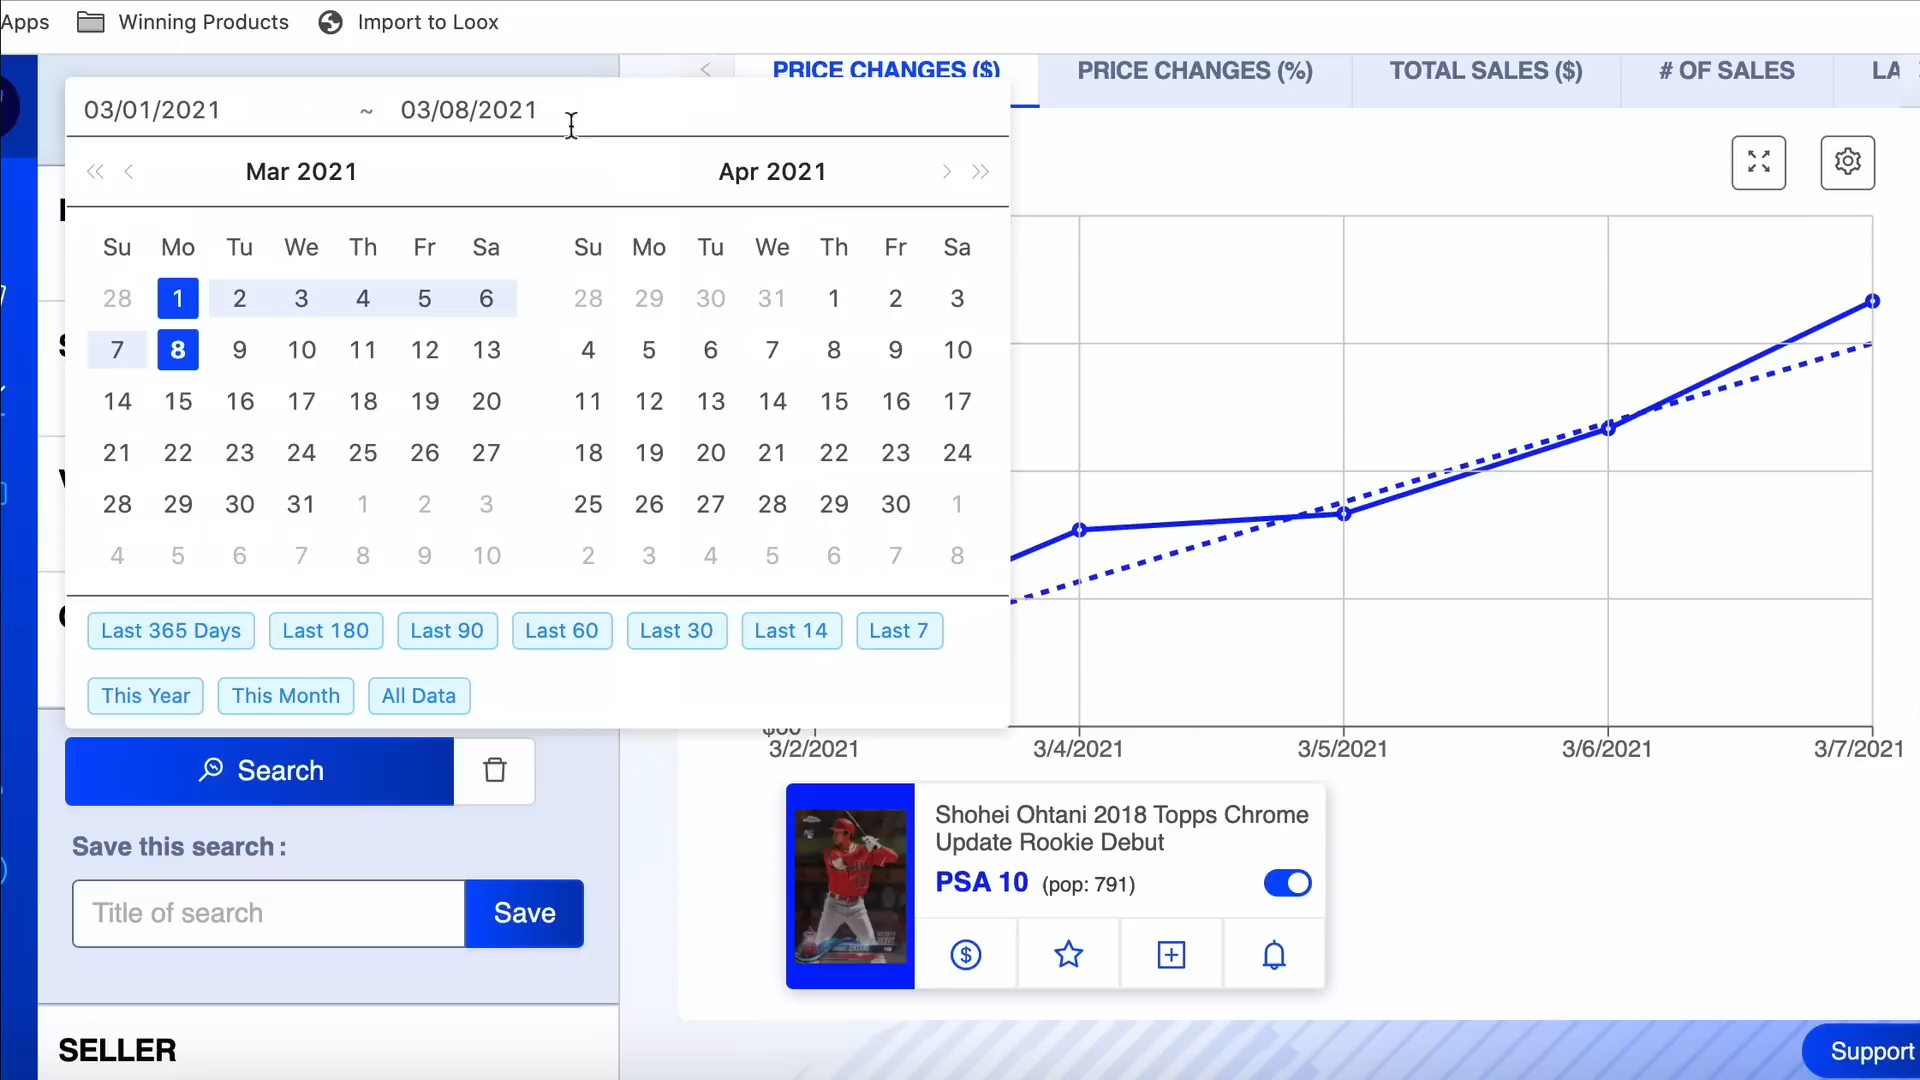 Apps Winning Products Import to Loox
PRICE CHANGES ($) PRICE CHANGES (%) TOTAL SALES ($) # OF SALES
03/01/2021 ~ 03/08/2021
Mar 2021 Apr 2021
Su Mo Tu We Th Fr Sa Su Mo Tu We Th Fr Sa
28 1 2 3 4 5 6 28 29 30 31 1 2 3
7 8 9 10 11 12 13 4 5 6 7 8 9 10
14 15 16 17 18 19 20 11 12 13 14 15 16 17
21 22 23 24 25 26 27 18 19 20 21 22 23 24
28 29 30 31 1 2 3 25 26 27 28 29 30 1
4 5 6 7 8 9 10 2 3 4 5 6 7 8
Last 365 Days Last 180 Last 90 Last 60 Last 30 Last 14 Last 7
This Year This Month All Data
3/2/2021 3/4/2021 3/5/2021 3/6/2021 3/7/2021
Search
Shohei Ohtani 2018 Topps Chrome
Update Rookie Debut
PSA 10 (pop: 791)
Save this search :
Title of search Save
SELLER
Support